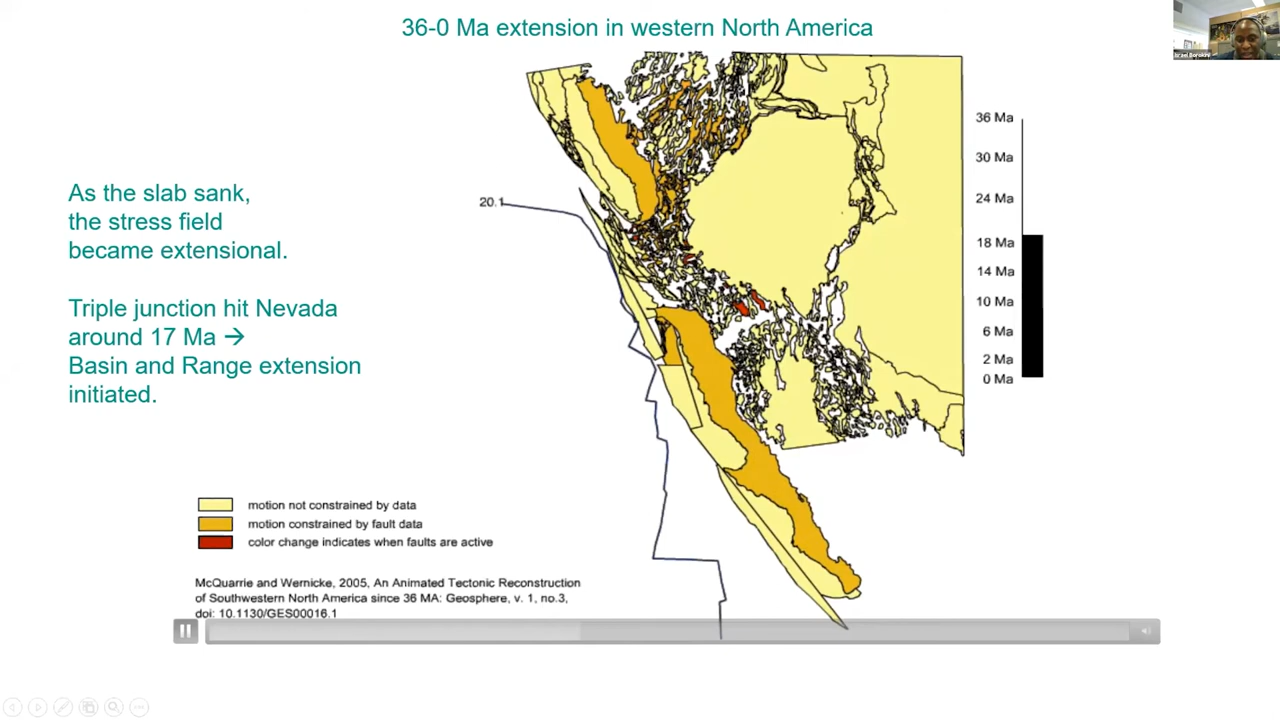 36-0 Ma extension in western North America
As the slab sank,
the stress field
became extensional.
Triple junction hit Nevada
around 17 Ma →
Basin and Range extension
initiated.
20.1
36 Ma
30 Ma
24 Ma
18 Ma
14 Ma
10 Ma
6 Ma
2 Ma
0 Ma
motion not constrained by data
motion constrained by fault data
color change indicates when faults are active
McQuarrie and Wernicke, 2005, An Animated Tectonic Reconstruction
of Southwestern North America since 36 MA: Geosphere, v. 1, no.3,
doi: 10.1130/GES00016.1